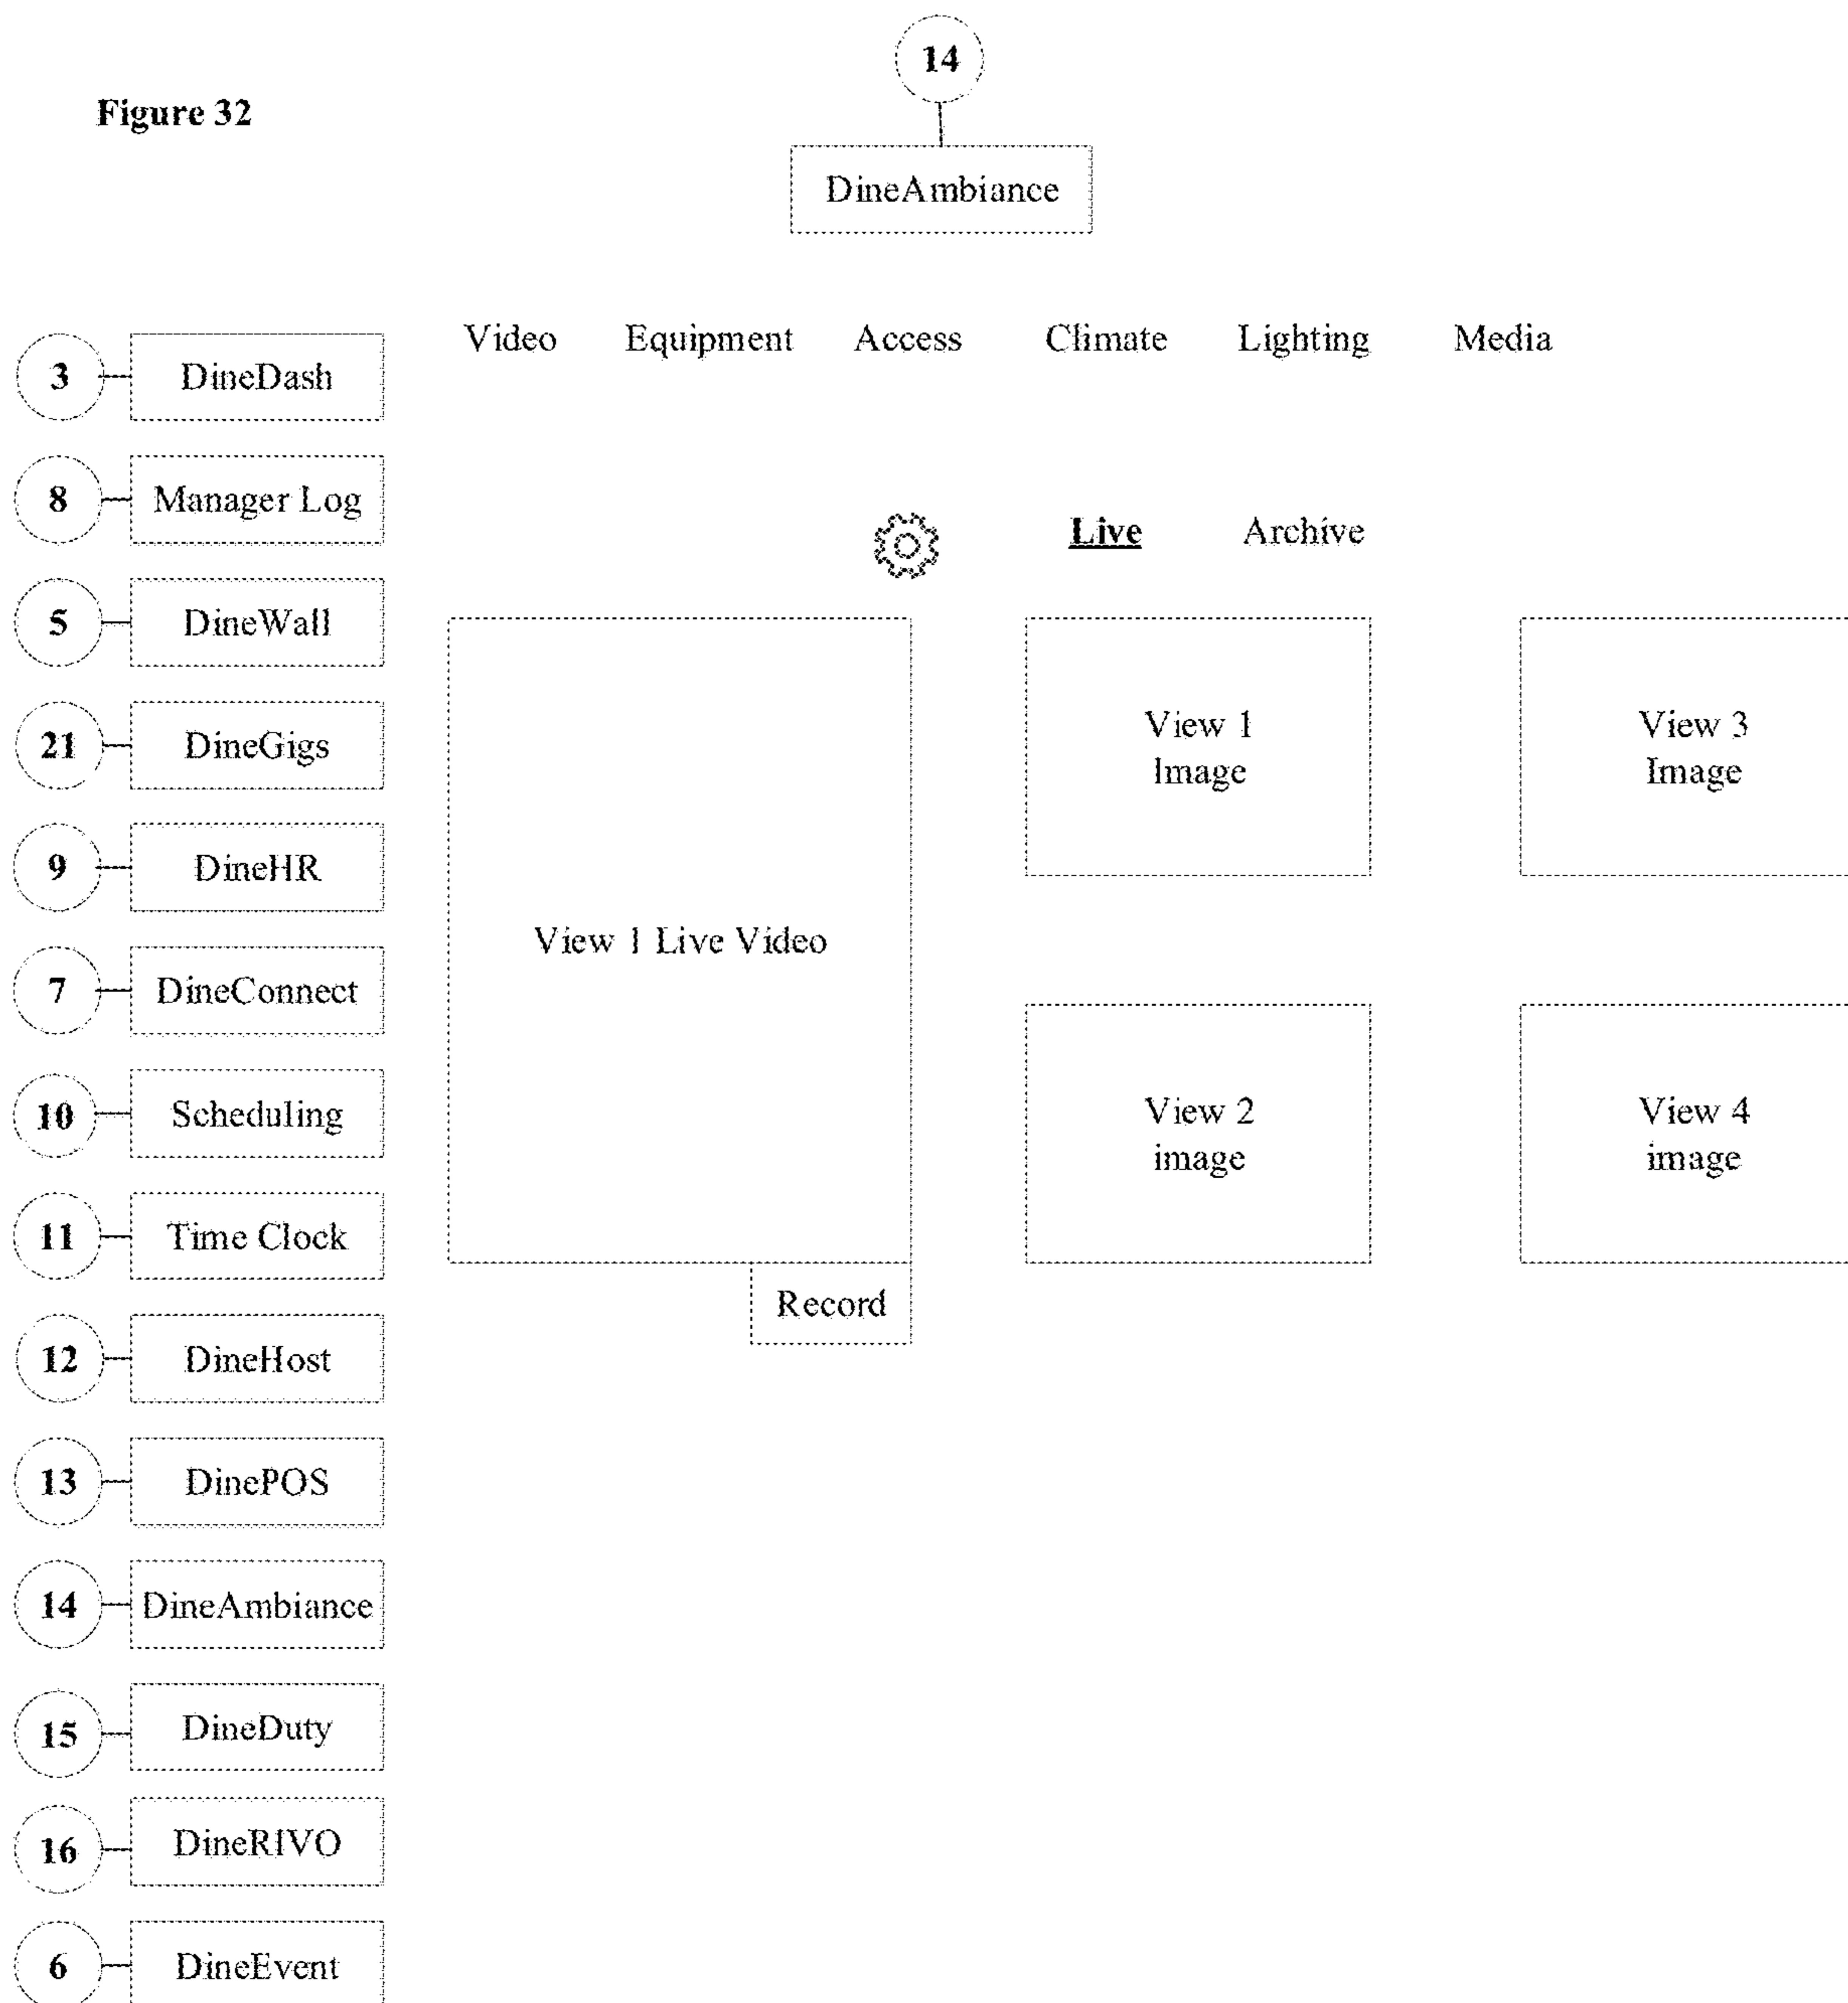 Figure 32
14
DineAmbiance
Video Equipment Access Climate Lighting Media
3 DineDash
8 Manager Log
5 DineWall
21 DineGigs
9 DineHR
7 DineConnect
10 Scheduling
11 Time Clock
12 DineHost
13 DinePOS
14 DineAmbiance
15 DineDuty
16 DineRIVO
6 DineEvent
Live Archive
View 1 Live Video
Record
View 1
Image
View 3
Image
View 2
image
View 4
image